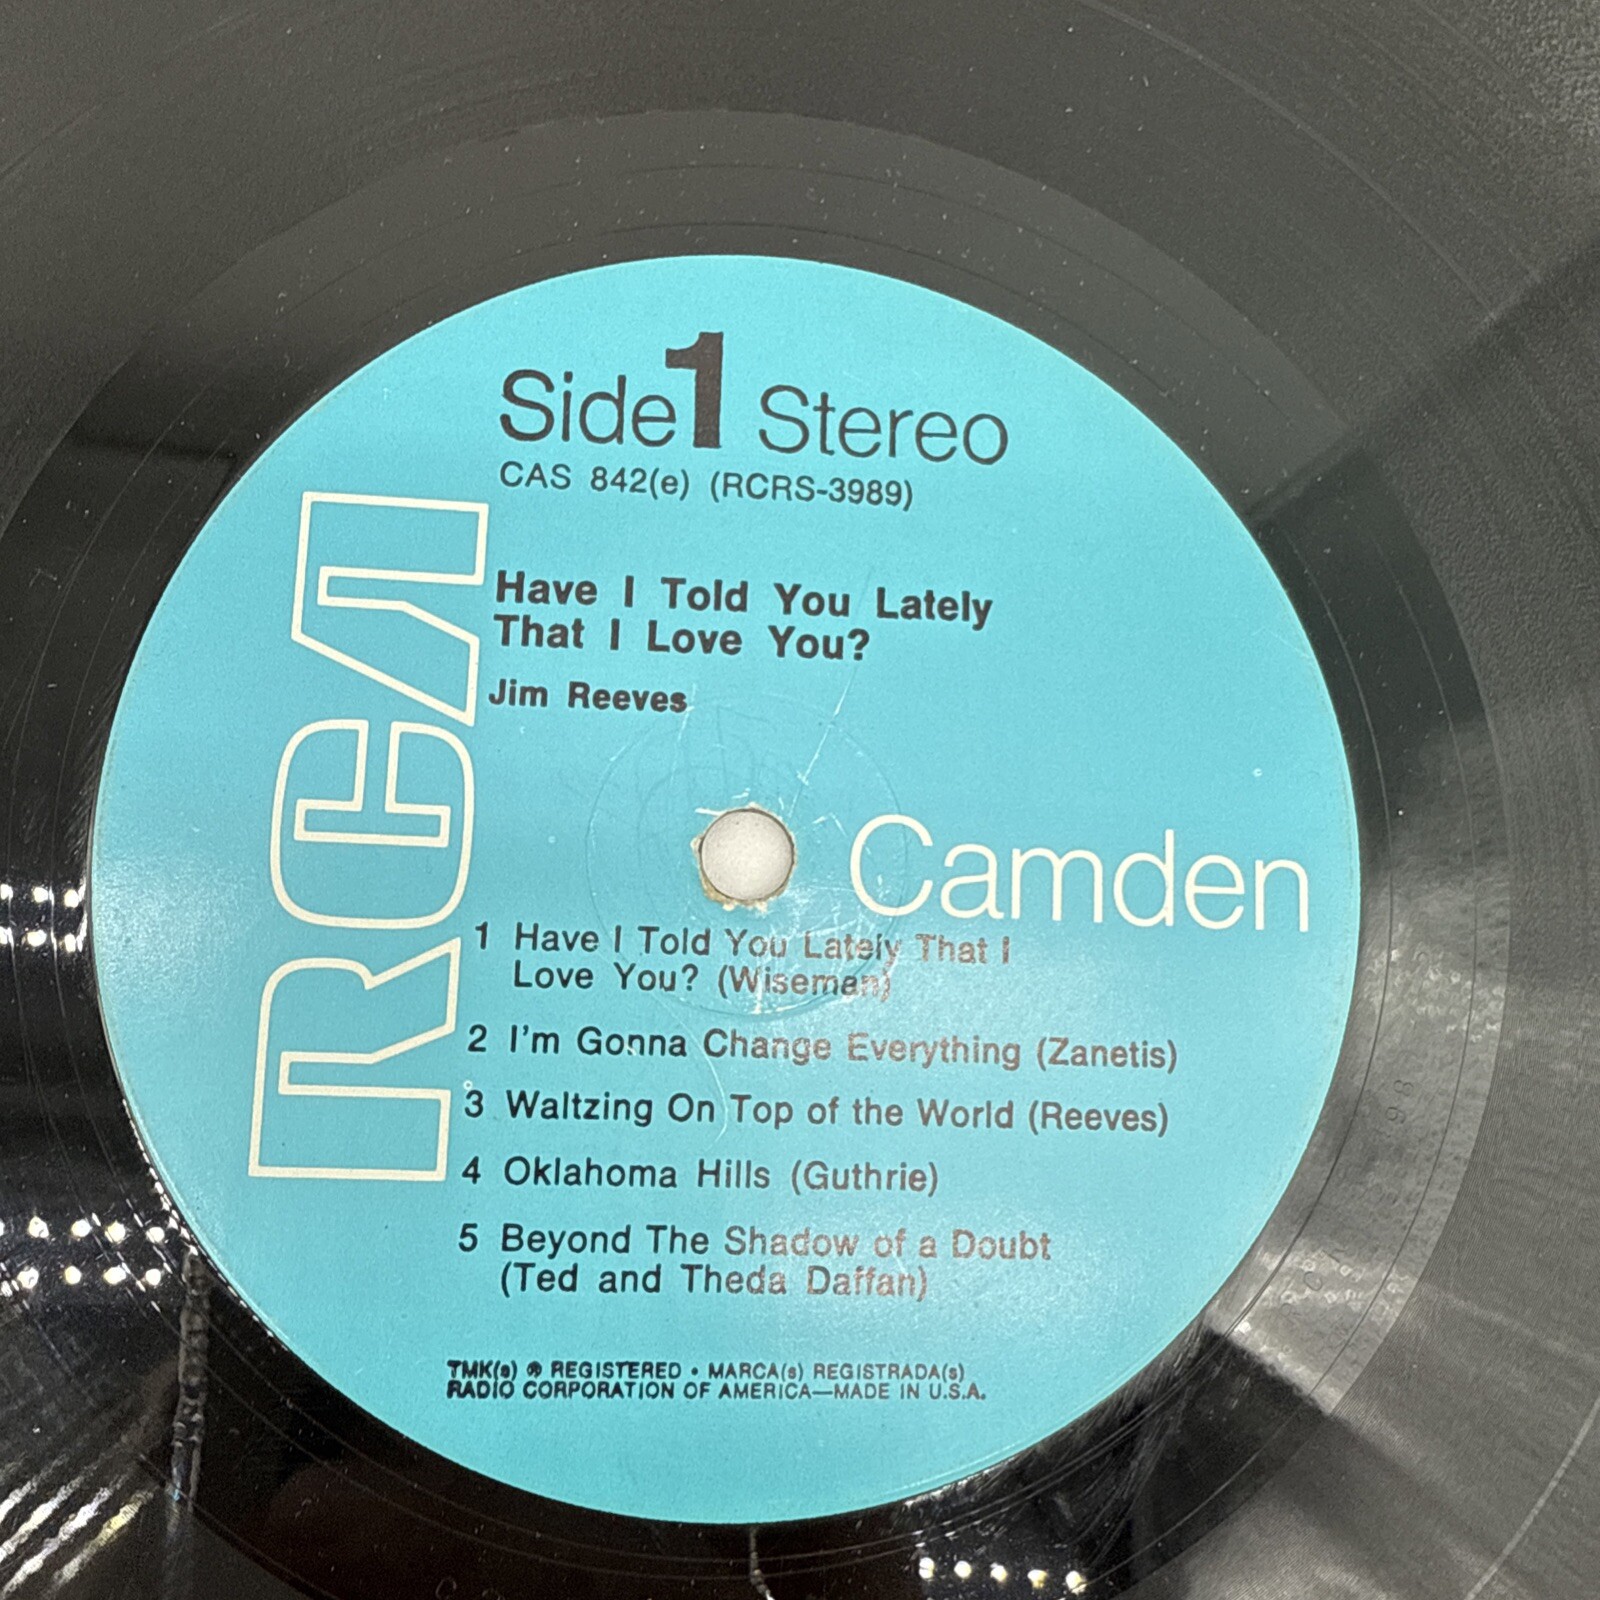 Side 1 Stereo
CAS 842(e) (RCRS-3989)
Have I Told You Lately
That I Love You?
Jim Reeves
RCA
Camden
1 Have I Told You Lately That I
Love You? (Wiseman)
2 I'm Gonna Change Everything (Zanetis)
3 Waltzing On Top of the World (Reeves)
4 Oklahoma Hills (Guthrie)
5 Beyond The Shadow of a Doubt
(Ted and Theda Daffan)
TMK(s) ® REGISTERED • MARCA(s) REGISTRADA(s)
RADIO CORPORATION OF AMERICA—MADE IN U.S.A.